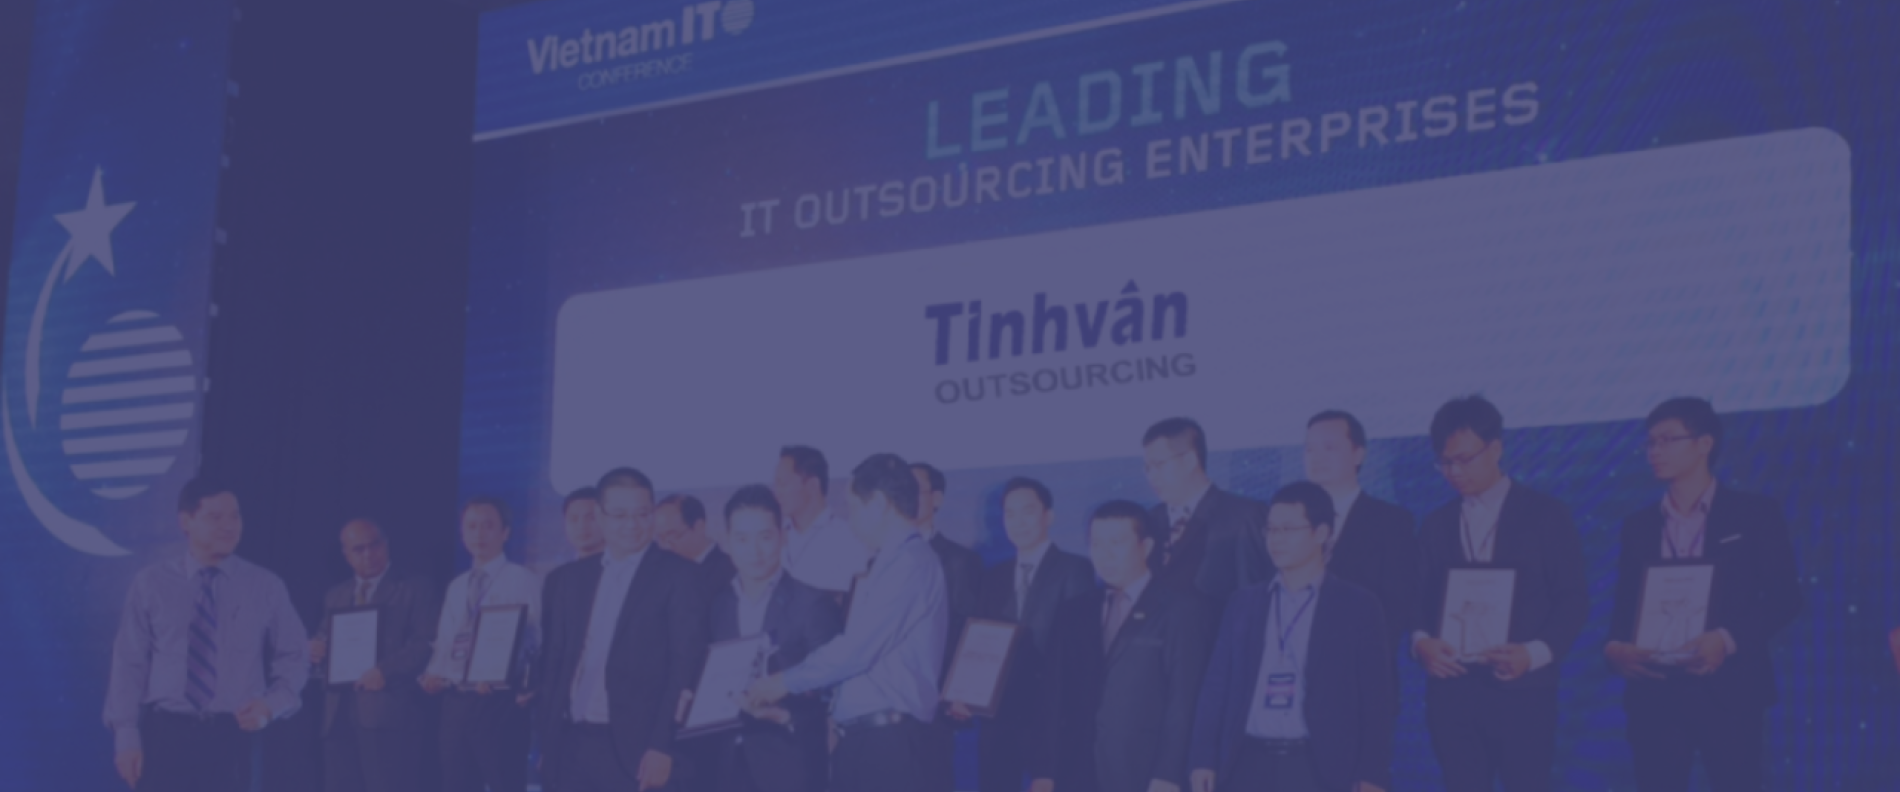 Vietnam ITO
CONFERENCE
LEADING
IT OUTSOURCING ENTERPRISES
Tinhvân
OUTSOURCING